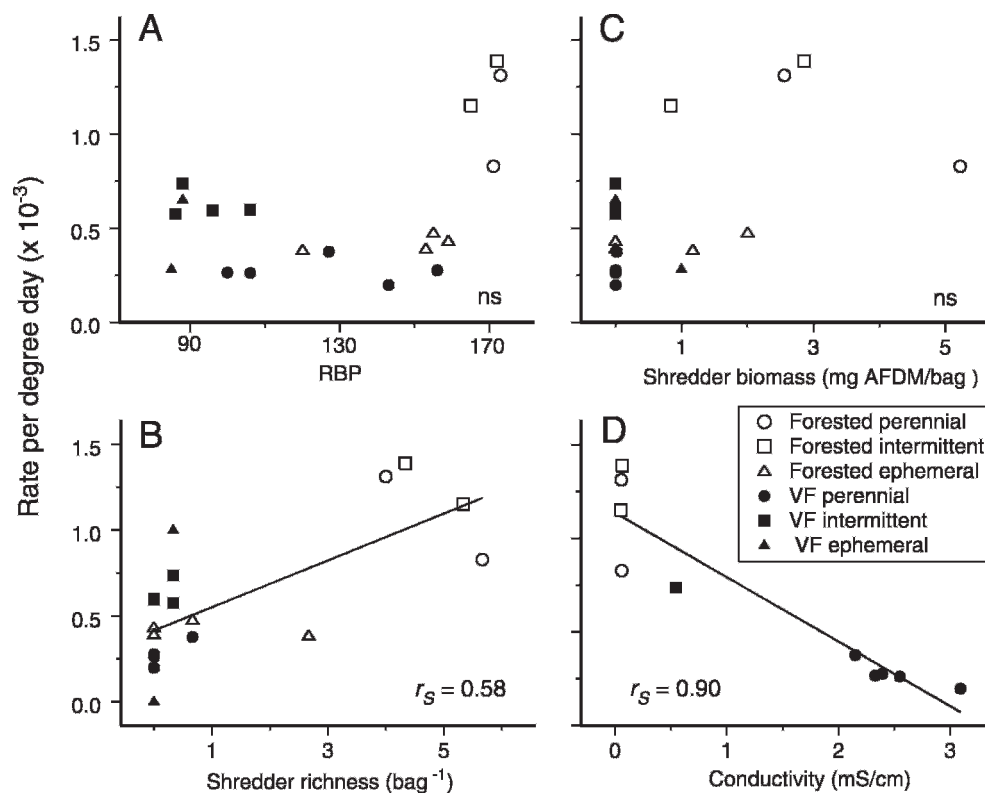 A
C
1.5
1.0
0.5
0.0
ns
ns
90
130
170
1
3
5
RBP
Shredder biomass (mg AFDM/bag )
Rate per degree day (x 10-3)
B
D
Forested perennial
Forested intermittent
Forested ephemeral
VF perennial
VF intermittent
VF ephemeral
1.5
1.0
0.5
0.0
rS = 0.58
rS = 0.90
1
3
5
0
1
2
3
Shredder richness (bag-1)
Conductivity (mS/cm)